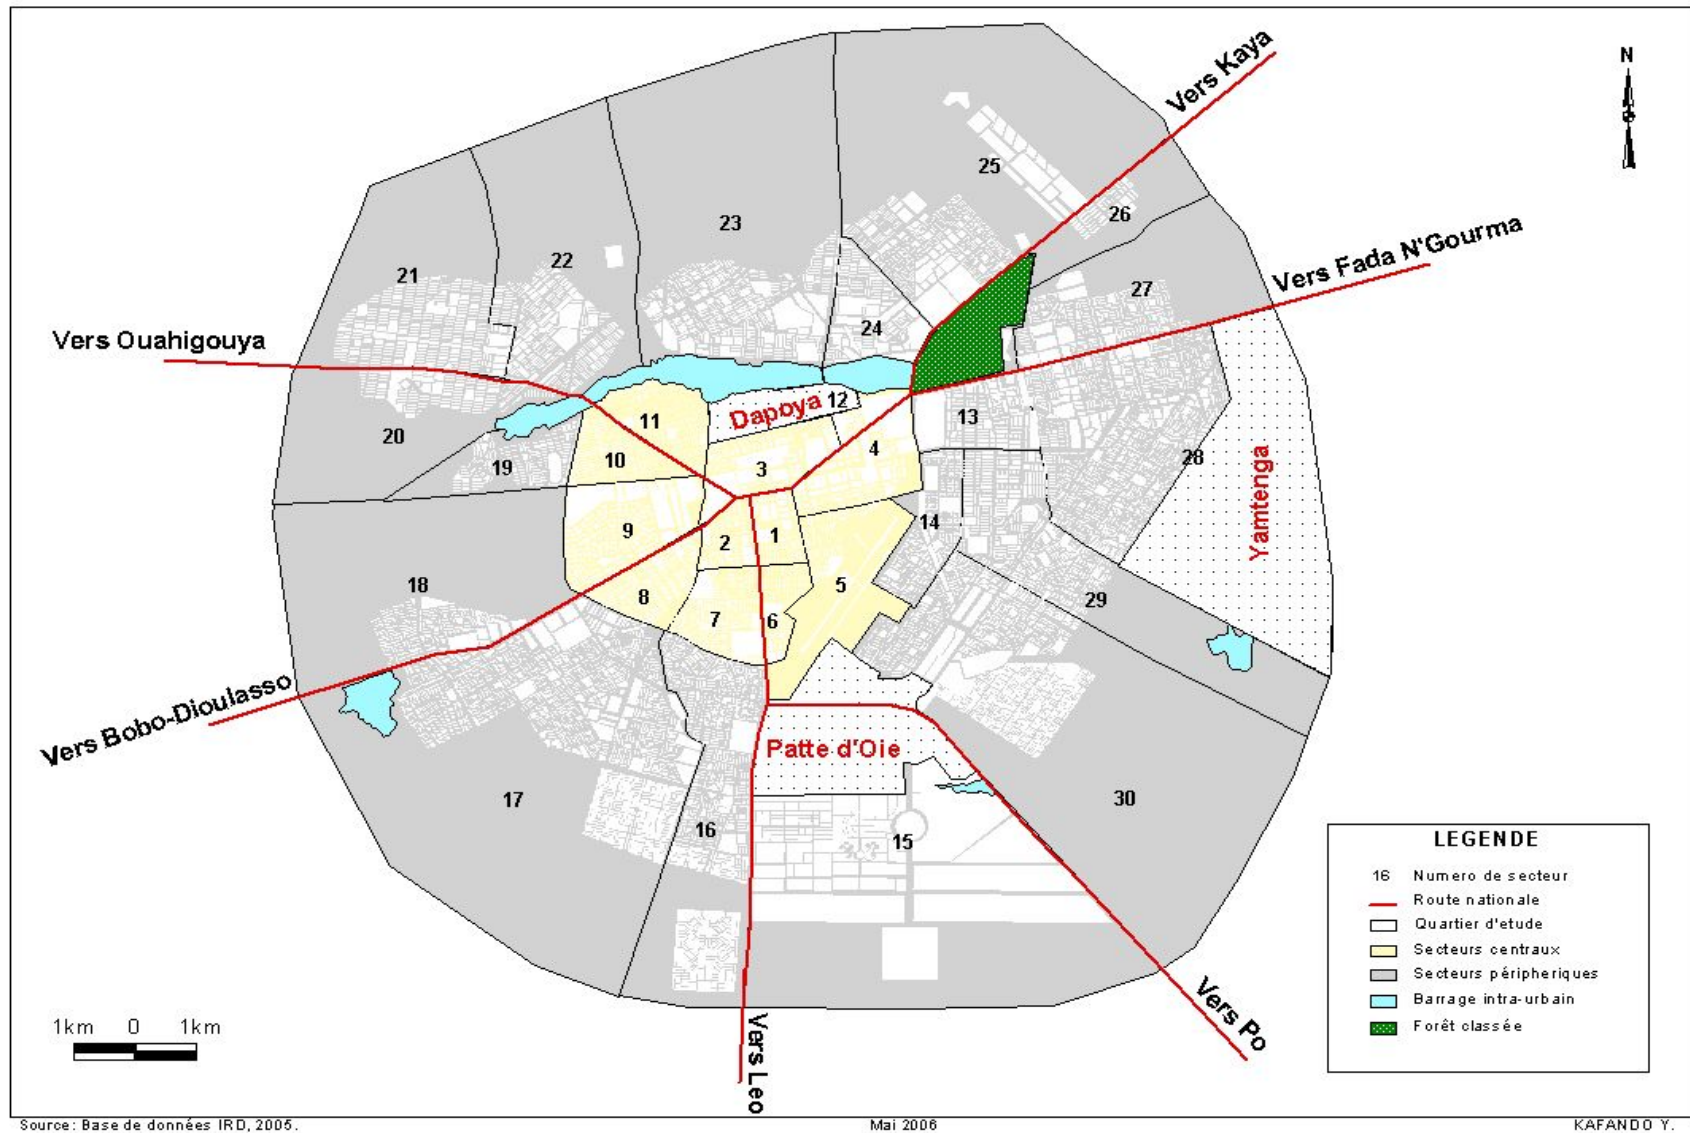 Vers Kaya
N
25
26
23
Vers Fada N'Gourma
22
21
27
24
Vers Ouahigouya
12
Dapoya
11
13
4
20
10
19
3
28
Yamtenga
9
14
2
1
18
5
8
29
7
6
Vers Bobo-Dioulasso
Patte d'Oie
17
30
16
15
Vers Po
Vers Leo
LEGENDE
16 Numero de secteur
Route nationale
Quartier d'etude
Secteurs centraux
Secteurs péripheriques
Barrage intra-urbain
Forêt classée
1km 0 1km
Source: Base de données IRD, 2005.
Mai 2006
KAFANDO Y.